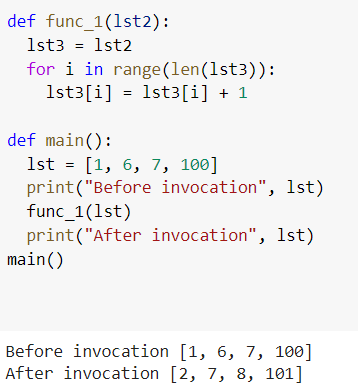 def func_1(lst2):
  lst3 = lst2
  for i in range(len(lst3)):
    lst3[i] = lst3[i] + 1

def main():
  lst = [1, 6, 7, 100]
  print("Before invocation", lst)
  func_1(lst)
  print("After invocation", lst)
main()

Before invocation [1, 6, 7, 100]
After invocation [2, 7, 8, 101]